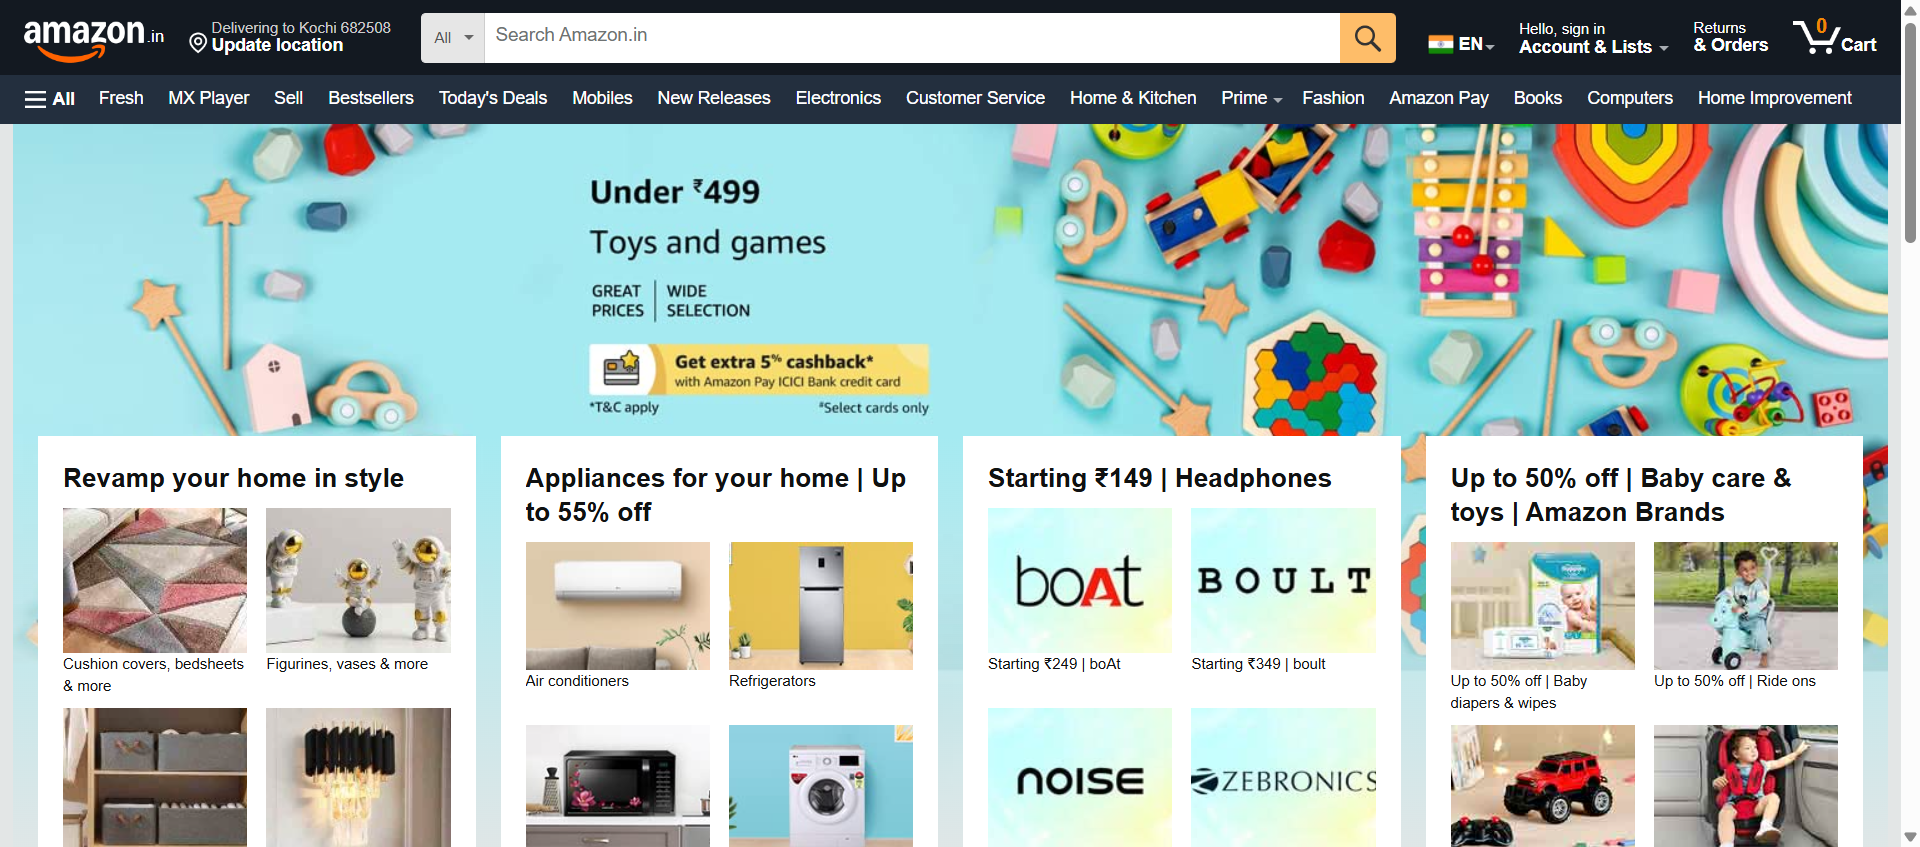 amazon.in
Delivering to Kochi 682508
Update location
All
Search Amazon.in
EN
Hello, sign in
Account & Lists
Returns
& Orders
0
Cart
All
Fresh
MX Player
Sell
Bestsellers
Today's Deals
Mobiles
New Releases
Electronics
Customer Service
Home & Kitchen
Prime
Fashion
Amazon Pay
Books
Computers
Home Improvement
Under ₹499
Toys and games
GREAT PRICES | WIDE SELECTION
Get extra 5% cashback*
with Amazon Pay ICICI Bank credit card
*T&C apply
#Select cards only
Revamp your home in style
Cushion covers, bedsheets
& more
Figurines, vases & more
Appliances for your home | Up
to 55% off
Air conditioners
Refrigerators
Starting ₹149 | Headphones
boAt
BOULT
Starting ₹249 | boAt
Starting ₹349 | boult
noise
ZEBRONICS
Up to 50% off | Baby care &
toys | Amazon Brands
Up to 50% off | Baby
diapers & wipes
Up to 50% off | Ride ons